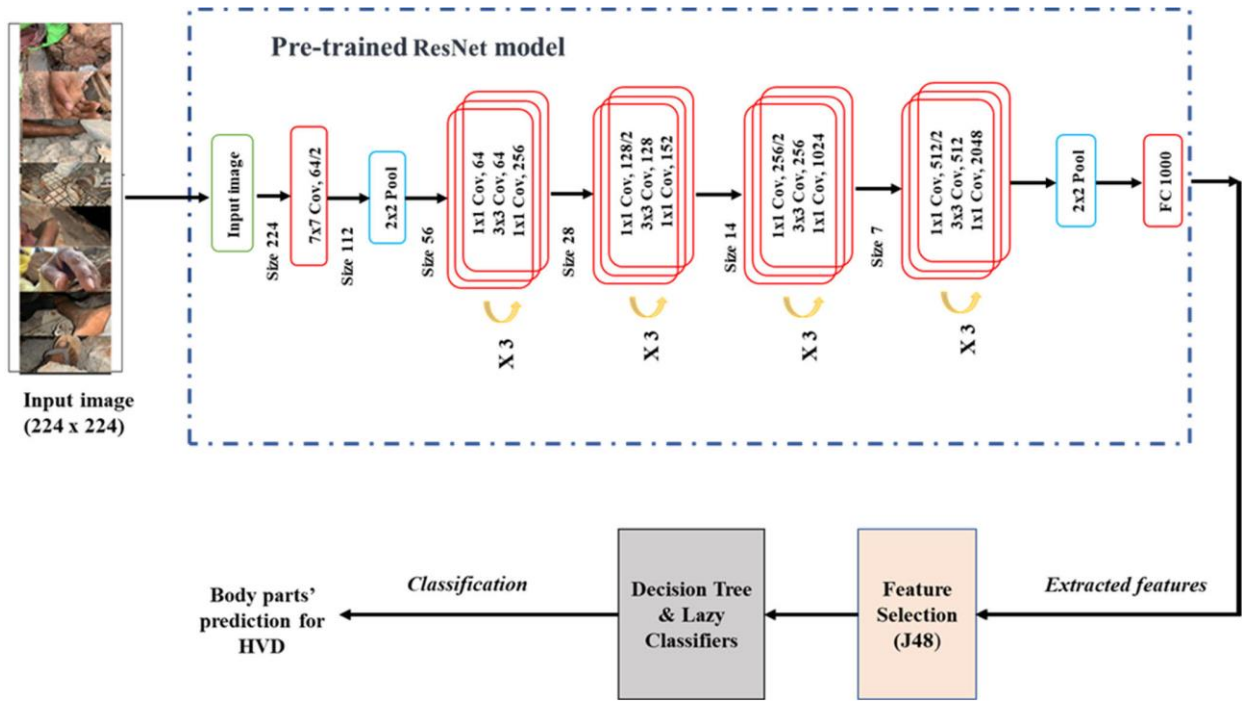 Pre-trained ResNet model
Input image
Size 224
7x7 Cov, 64/2
Size 112
2x2 Pool
Size 56
1x1 Cov, 64
3x3 Cov, 64
1x1 Cov, 256
X 3
Size 28
1x1 Cov, 128/2
3x3 Cov, 128
1x1 Cov, 152
X 3
Size 14
1x1 Cov, 256/2
3x3 Cov, 256
1x1 Cov, 1024
X 3
Size 7
1x1 Cov, 512/2
3x3 Cov, 512
1x1 Cov, 2048
X 3
2x2 Pool
FC 1000
Input image
(224 x 224)
Extracted features
Feature
Selection
(J48)
Decision Tree
& Lazy
Classifiers
Classification
Body parts’
prediction for
HVD